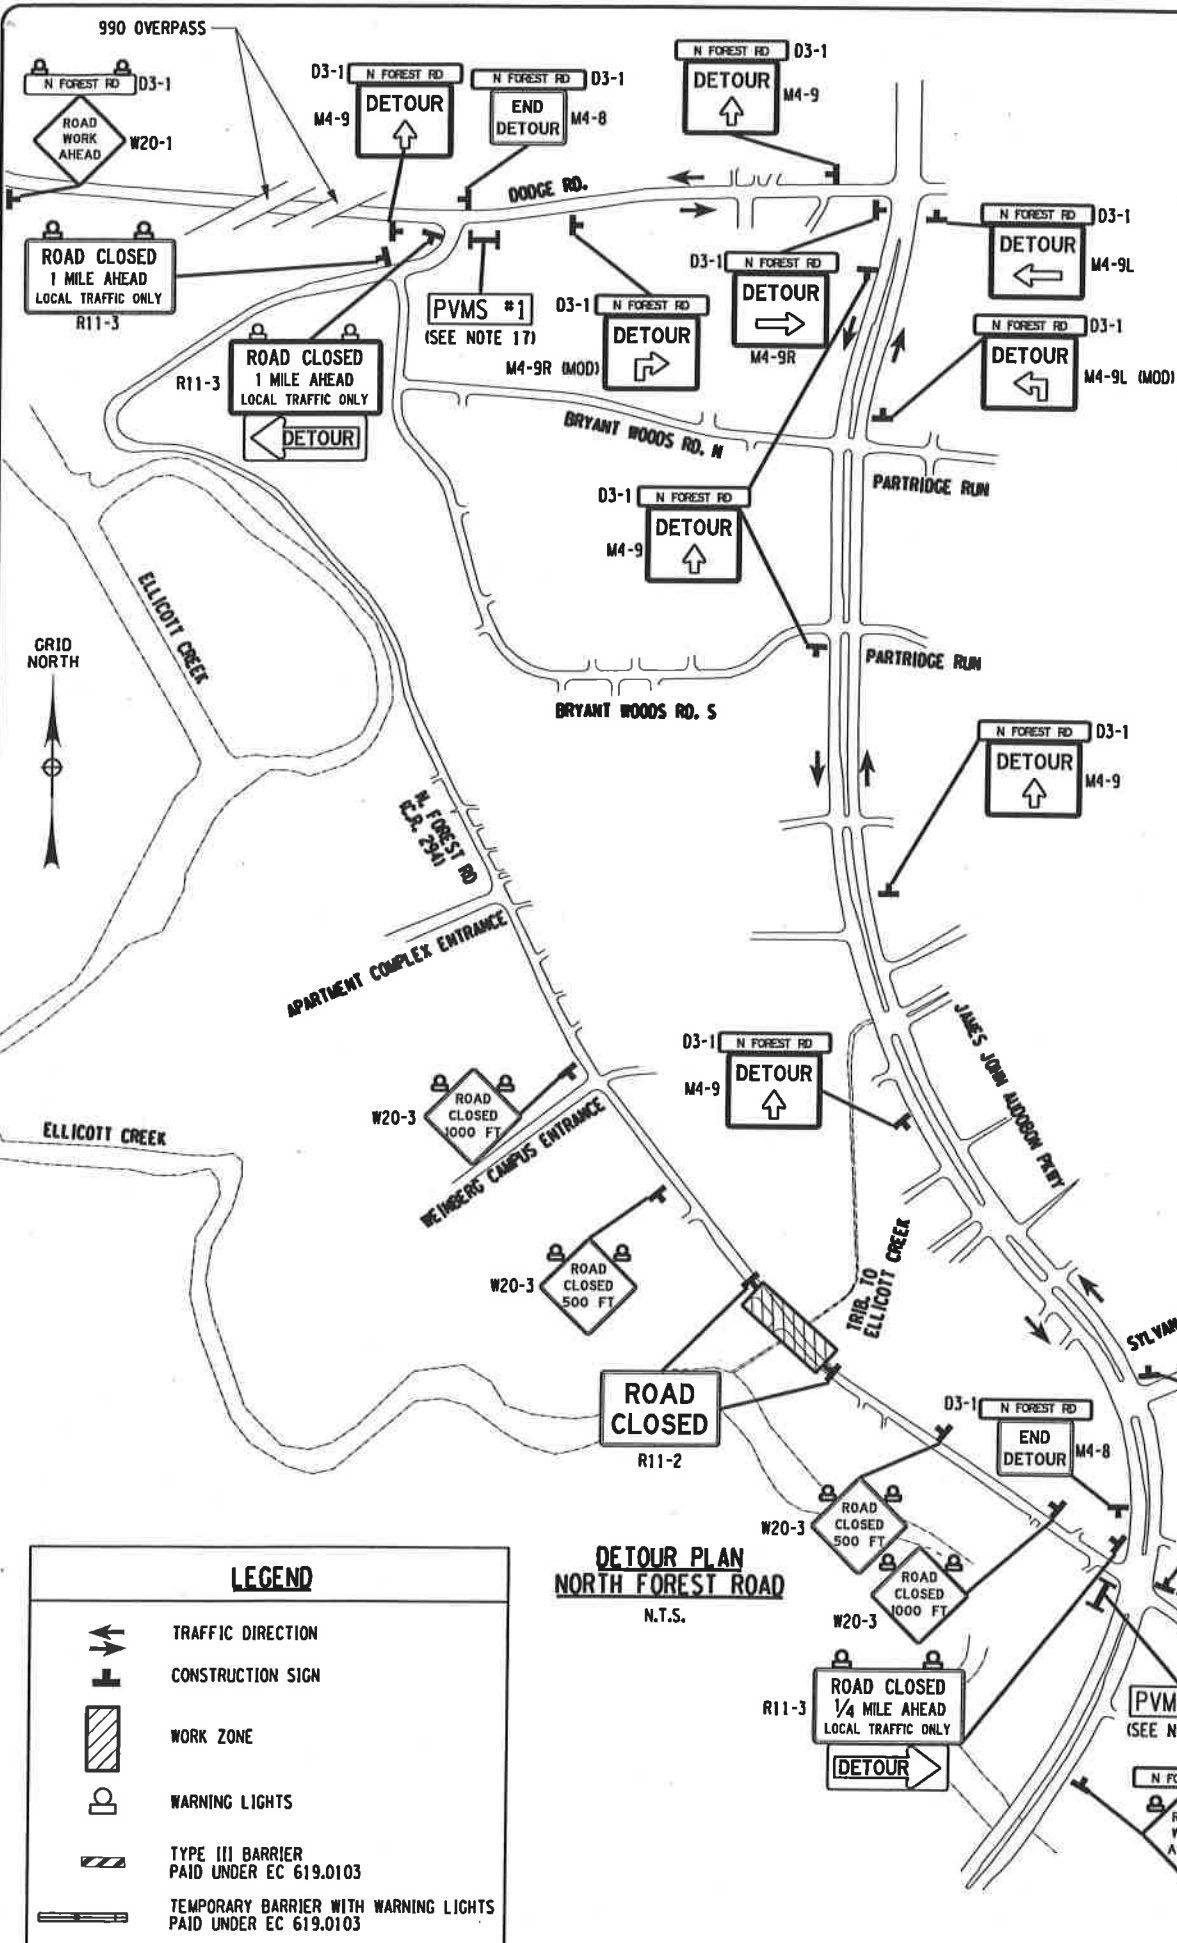 990 OVERPASS
N FOREST RD D3-1
ROAD
WORK
AHEAD
W20-1
D3-1 N FOREST RD
M4-9 DETOUR
N FOREST RD D3-1
END
DETOUR
M4-8
N FOREST RD D3-1
DETOUR
M4-9
DODGE RD.
ROAD CLOSED
1 MILE AHEAD
LOCAL TRAFFIC ONLY
R11-3
PVMS #1
(SEE NOTE 17)
D3-1 N FOREST RD
DETOUR
M4-9R (MOD)
D3-1 N FOREST RD
DETOUR
M4-9R
N FOREST RD D3-1
DETOUR
M4-9L
N FOREST RD D3-1
DETOUR
M4-9L (MOD)
R11-3
ROAD CLOSED
1 MILE AHEAD
LOCAL TRAFFIC ONLY
DETOUR
BRYANT WOODS RD. N
PARTRIDGE RUN
D3-1 N FOREST RD
DETOUR
M4-9
ELLICOTT CREEK
GRID
NORTH
PARTRIDGE RUN
BRYANT WOODS RD. S
N FOREST RD D3-1
DETOUR
M4-9
N. FOREST RD
(C.R. 294)
APARTMENT COMPLEX ENTRANCE
JAMES JOHN AUDOBON PKWY
D3-1 N FOREST RD
DETOUR
M4-9
W20-3
ROAD
CLOSED
1000 FT
ELLICOTT CREEK
WEINBERG CAMPUS ENTRANCE
W20-3
ROAD
CLOSED
500 FT
TRIB. TO
ELLICOTT CREEK
SYLVAN
ROAD
CLOSED
R11-2
D3-1 N FOREST RD
END
DETOUR
M4-8
W20-3
ROAD
CLOSED
500 FT
W20-3
ROAD
CLOSED
1000 FT
DETOUR PLAN
NORTH FOREST ROAD
N.T.S.
R11-3
ROAD CLOSED
1/4 MILE AHEAD
LOCAL TRAFFIC ONLY
DETOUR
PVM
(SEE N
N FO
LEGEND
TRAFFIC DIRECTION
CONSTRUCTION SIGN
WORK ZONE
WARNING LIGHTS
TYPE III BARRIER
PAID UNDER EC 619.0103
TEMPORARY BARRIER WITH WARNING LIGHTS
PAID UNDER EC 619.0103